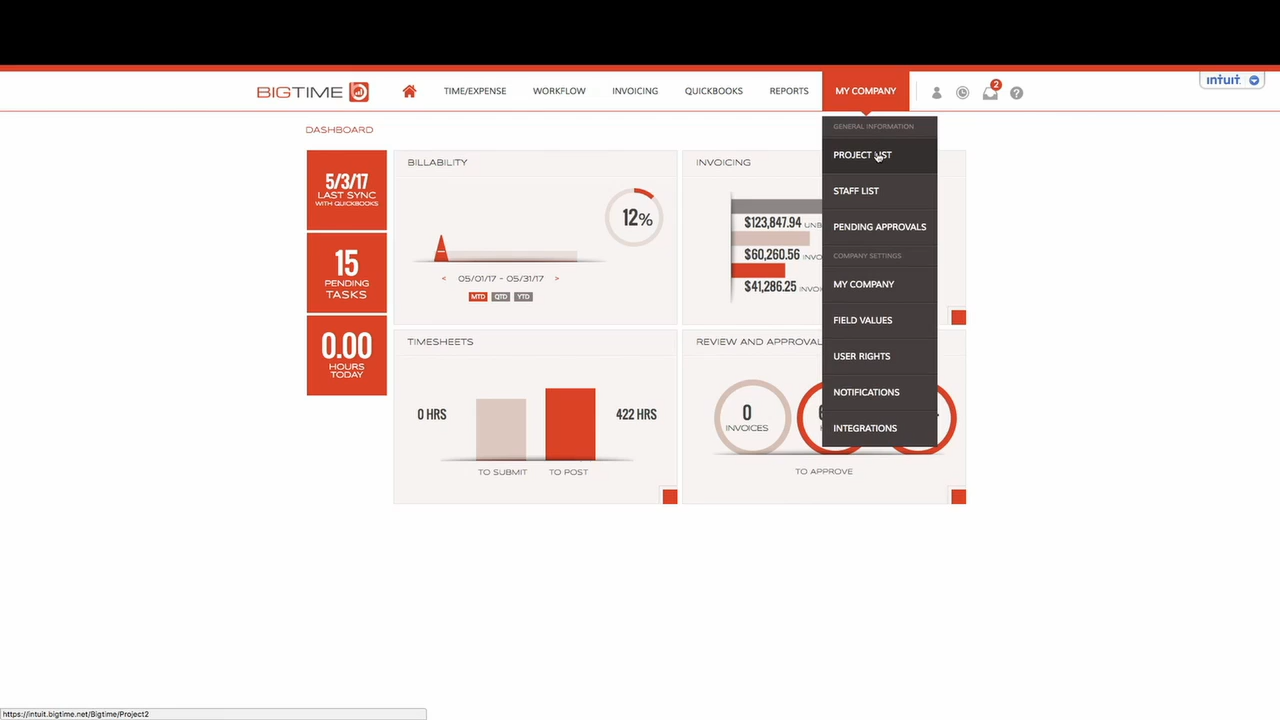 intuit.
BIGTIME
TIME/EXPENSE
WORKFLOW
INVOICING
QUICKBOOKS
REPORTS
MY COMPANY
2
?
DASHBOARD
5/3/17
LAST SYNC
WITH QUICKBOOKS
15
PENDING
TASKS
0.00
HOURS
TODAY
BILLABILITY
12%
< 05/01/17 - 05/31/17 >
MTD QTD YTD
INVOICING
$123,847.94 UNB
$60,260.56 INVO
$41,286.25 INVO
TIMESHEETS
0 HRS
422 HRS
TO SUBMIT
TO POST
REVIEW AND APPROVAL
0
INVOICES
TO APPROVE
GENERAL INFORMATION
PROJECT LIST
STAFF LIST
PENDING APPROVALS
COMPANY SETTINGS
MY COMPANY
FIELD VALUES
USER RIGHTS
NOTIFICATIONS
INTEGRATIONS
https://intuit.bigtime.net/Bigtime/Project2